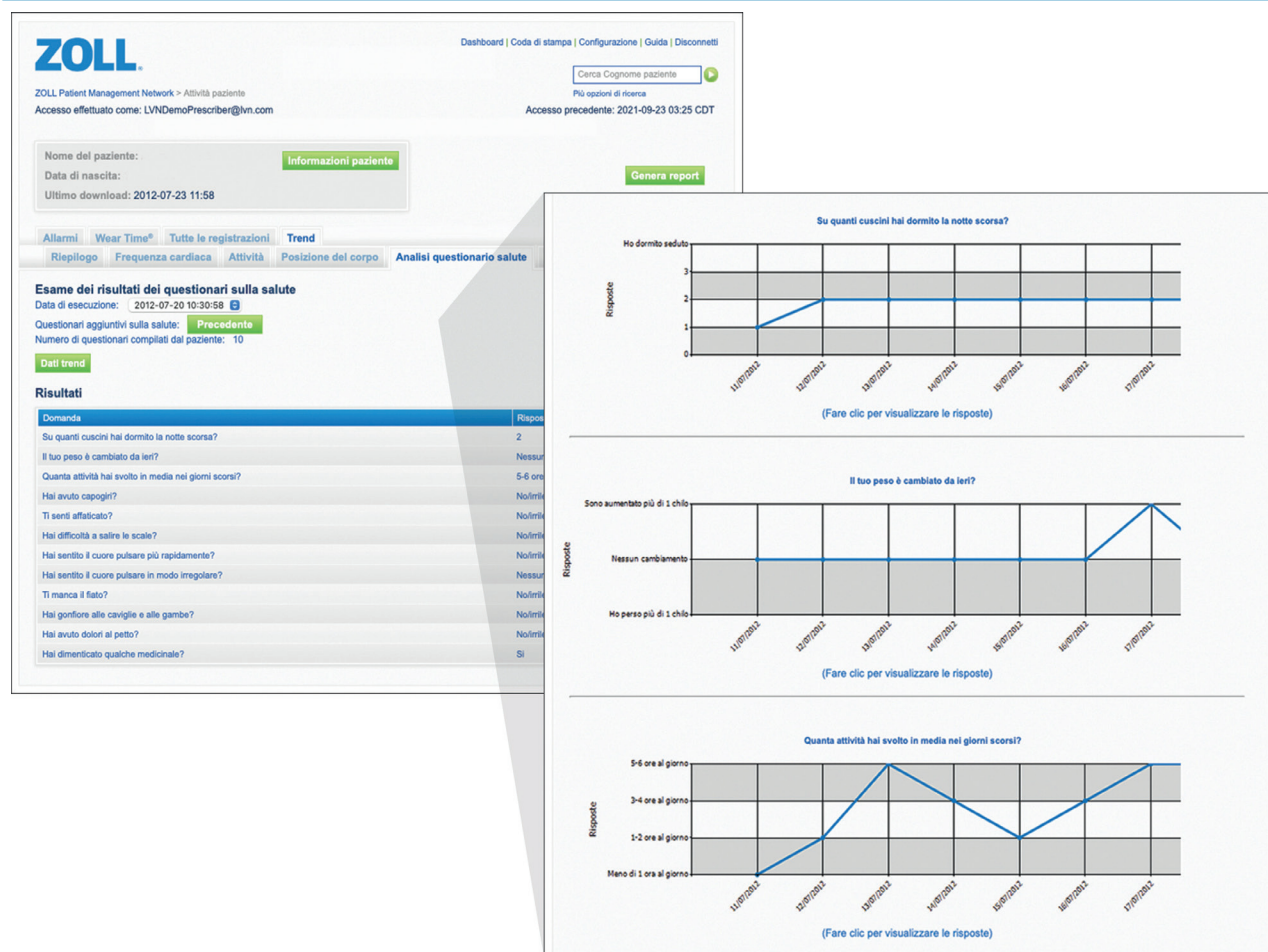 ZOLL®
Dashboard | Coda di stampa | Configurazione | Guida | Disconnetti
Cerca Cognome paziente
Più opzioni di ricerca
ZOLL Patient Management Network > Attività paziente
Accesso effettuato come: LVNDemoPrescriber@lvn.com
Accesso precedente: 2021-09-23 03:25 CDT
Nome del paziente:
Informazioni paziente
Data di nascita:
Ultimo download: 2012-07-23 11:58
Genera report
Allarmi Wear Time® Tutte le registrazioni Trend
Riepilogo Frequenza cardiaca Attività Posizione del corpo Analisi questionario salute
Esame dei risultati dei questionari sulla salute
Data di esecuzione: 2012-07-20 10:30:58
Questionari aggiuntivi sulla salute: Precedente
Numero di questionari compilati dal paziente: 10
Dati trend
Risultati
Domanda
Su quanti cuscini hai dormito la notte scorsa? 2
Il tuo peso è cambiato da ieri?
Quanta attività hai svolto in media nei giorni scorsi? 5-6 ore
Hai avuto capogiri?
Ti senti affaticato?
Hai difficoltà a salire le scale?
Hai sentito il cuore pulsare più rapidamente?
Hai sentito il cuore pulsare in modo irregolare?
Ti manca il fiato?
Hai gonfiore alle caviglie e alle gambe?
Hai avuto dolori al petto?
Hai dimenticato qualche medicinale? Si
Su quanti cuscini hai dormito la notte scorsa?
Risposte
Ho dormito seduto
3
2
1
0
11/07/2012 12/07/2012 13/07/2012 14/07/2012 15/07/2012 16/07/2012 17/07/2012
(Fare clic per visualizzare le risposte)
Il tuo peso è cambiato da ieri?
Risposte
Sono aumentato più di 1 chilo
Nessun cambiamento
Ho perso più di 1 chilo
11/07/2012 12/07/2012 13/07/2012 14/07/2012 15/07/2012 16/07/2012 17/07/2012
(Fare clic per visualizzare le risposte)
Quanta attività hai svolto in media nei giorni scorsi?
Risposte
5-6 ore al giorno
3-4 ore al giorno
1-2 ore al giorno
Meno di 1 ora al giorno
11/07/2012 12/07/2012 13/07/2012 14/07/2012 15/07/2012 16/07/2012 17/07/2012
(Fare clic per visualizzare le risposte)